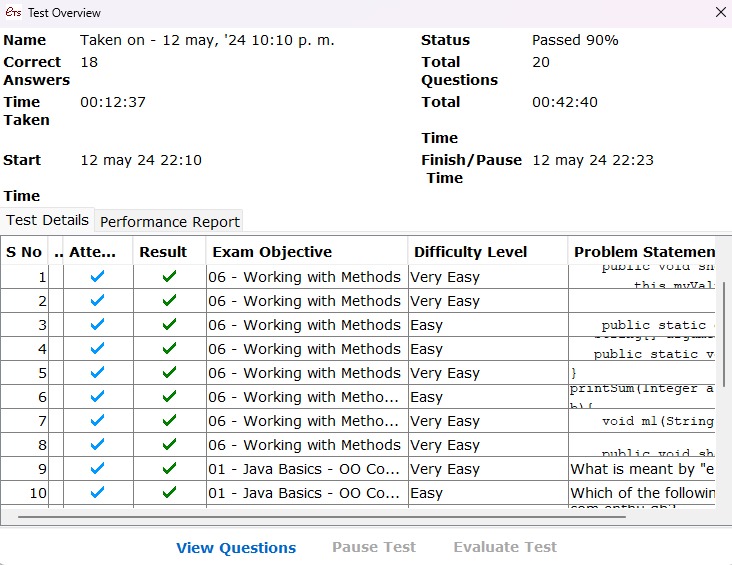 eTs Test Overview
Name Taken on - 12 may, '24 10:10 p. m. Status Passed 90%
Correct Answers 18 Total Questions 20
Time Taken 00:12:37 Total Time 00:42:40
Start Time 12 may 24 22:10 Finish/Pause Time 12 may 24 22:23
Test Details Performance Report
S No .. Atte... Result Exam Objective Difficulty Level Problem Statemen
1 06 - Working with Methods Very Easy public void sh
this.myVal
2 06 - Working with Methods Very Easy
3 06 - Working with Methods Easy public static
4 06 - Working with Methods Easy String[] argum
public static v
5 06 - Working with Methods Very Easy }
6 06 - Working with Metho... Easy printSum(Integer a
b){
7 06 - Working with Metho... Very Easy void m1(String
8 06 - Working with Methods Very Easy public void sh
9 01 - Java Basics - OO Co... Very Easy What is meant by "e
10 01 - Java Basics - OO Co... Easy Which of the followin
com.enthu.qb?
View Questions Pause Test Evaluate Test